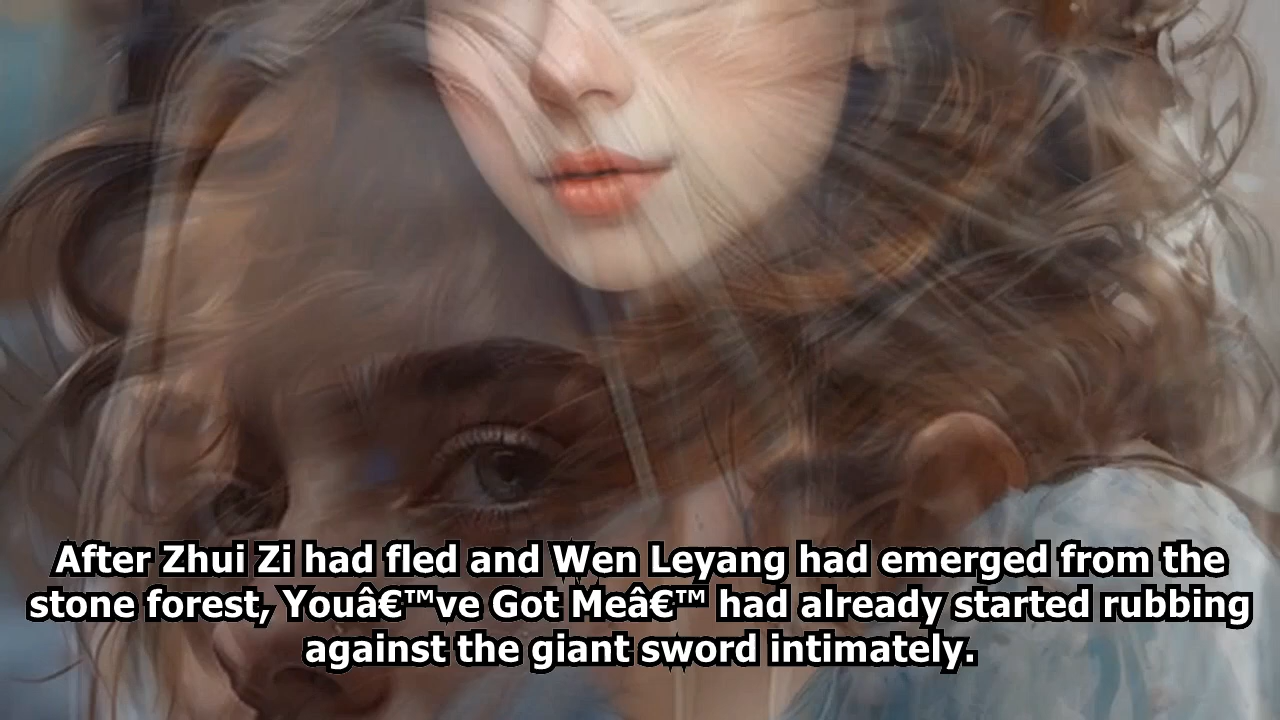 After Zhui Zi had fled and Wen Leyang had emerged from the
stone forest, Youâ€™ve Got Meâ€™ had already started rubbing
against the giant sword intimately.